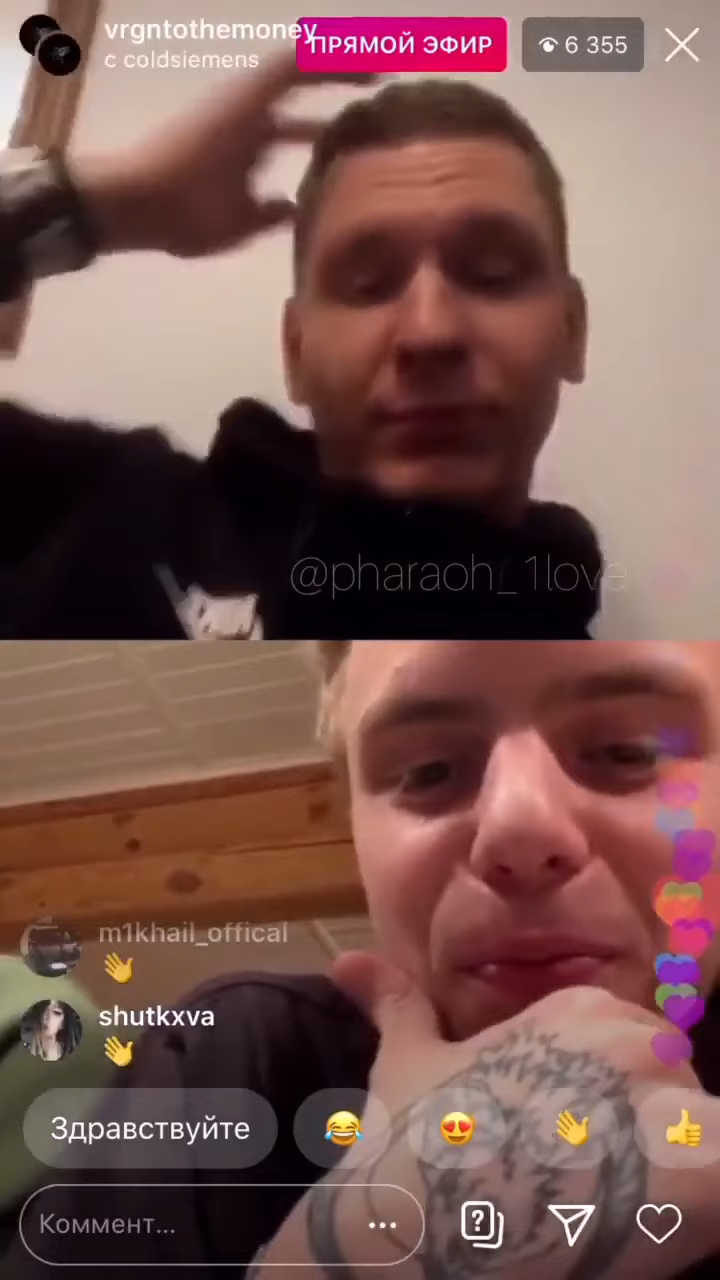 vrgntothemoney
ПРЯМОЙ ЭФИР
6 355
с coldsiemens
@pharaoh_1love
m1khail_offical
👋
shutkxva
👋
Здравствуйте
😂 😍 👋 👍
Коммент...